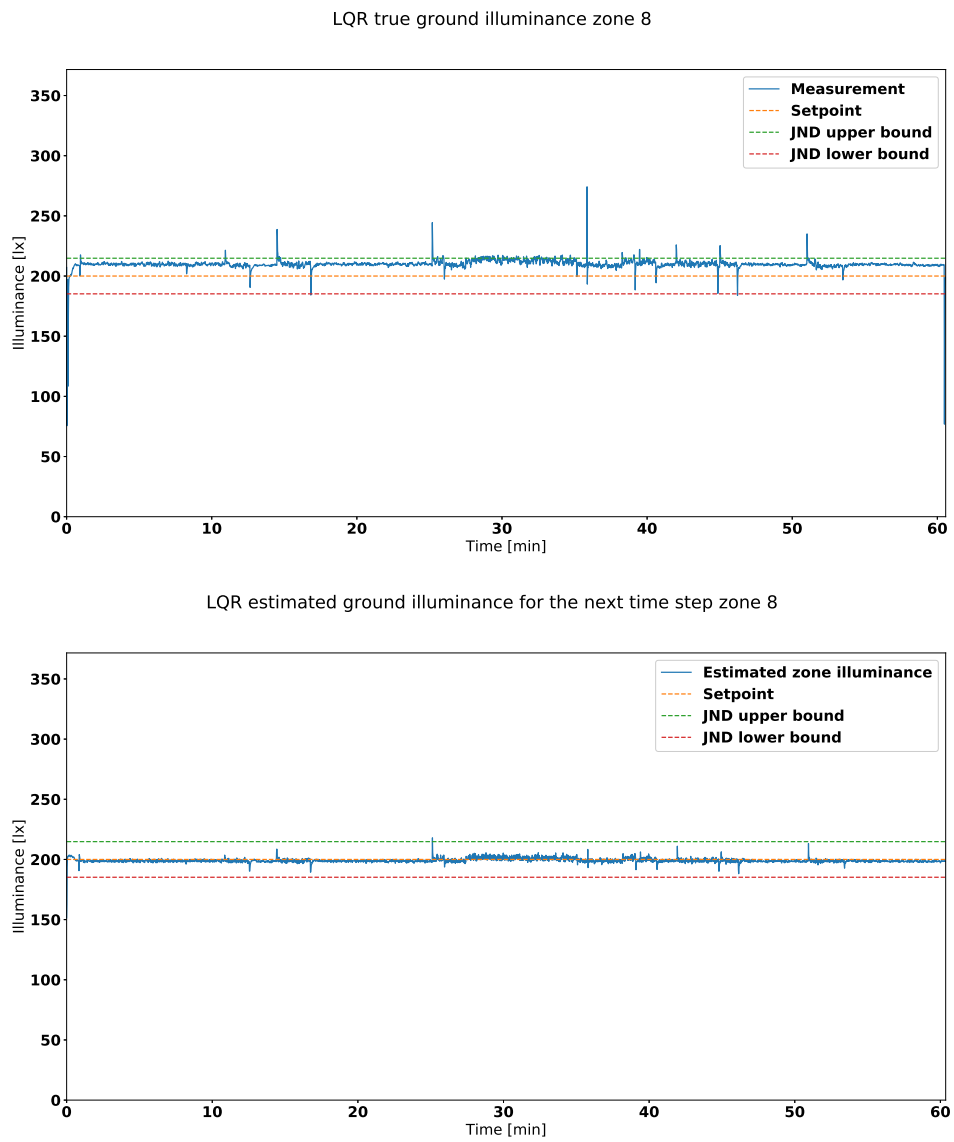 LQR true ground illuminance zone 8
350
300
250
200
150
100
50
0
Illuminance [lx]
Measurement
Setpoint
JND upper bound
JND lower bound
0 10 20 30 40 50 60
Time [min]
LQR estimated ground illuminance for the next time step zone 8
350
300
250
200
150
100
50
0
Illuminance [lx]
Estimated zone illuminance
Setpoint
JND upper bound
JND lower bound
0 10 20 30 40 50 60
Time [min]